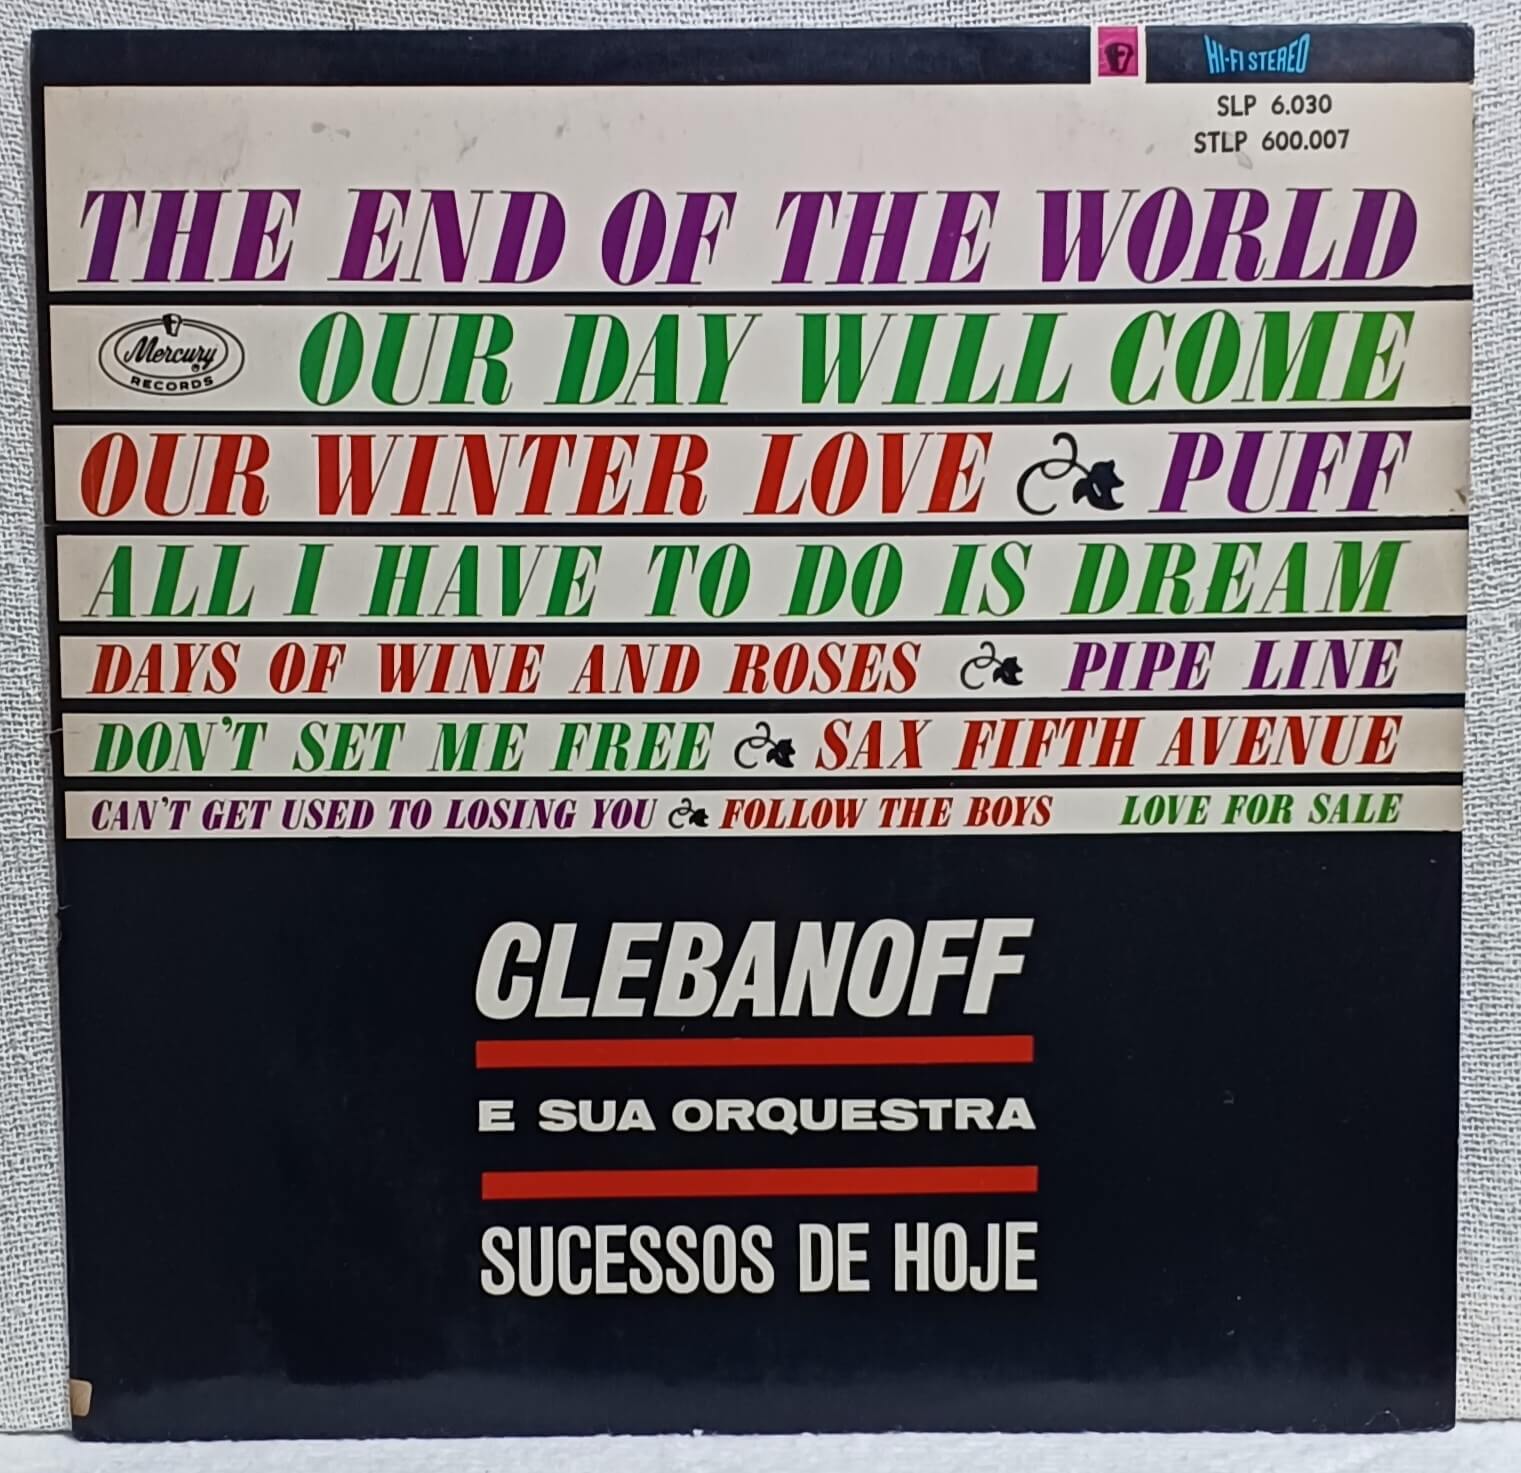 HI-FI STEREO
SLP 6.030
STLP 600.007
THE END OF THE WORLD
Mercury
RECORDS
OUR DAY WILL COME
OUR WINTER LOVE PUFF
ALL I HAVE TO DO IS DREAM
DAYS OF WINE AND ROSES PIPE LINE
DON'T SET ME FREE SAX FIFTH AVENUE
CAN'T GET USED TO LOSING YOU FOLLOW THE BOYS LOVE FOR SALE
CLEBANOFF
E SUA ORQUESTRA
SUCESSOS DE HOJE